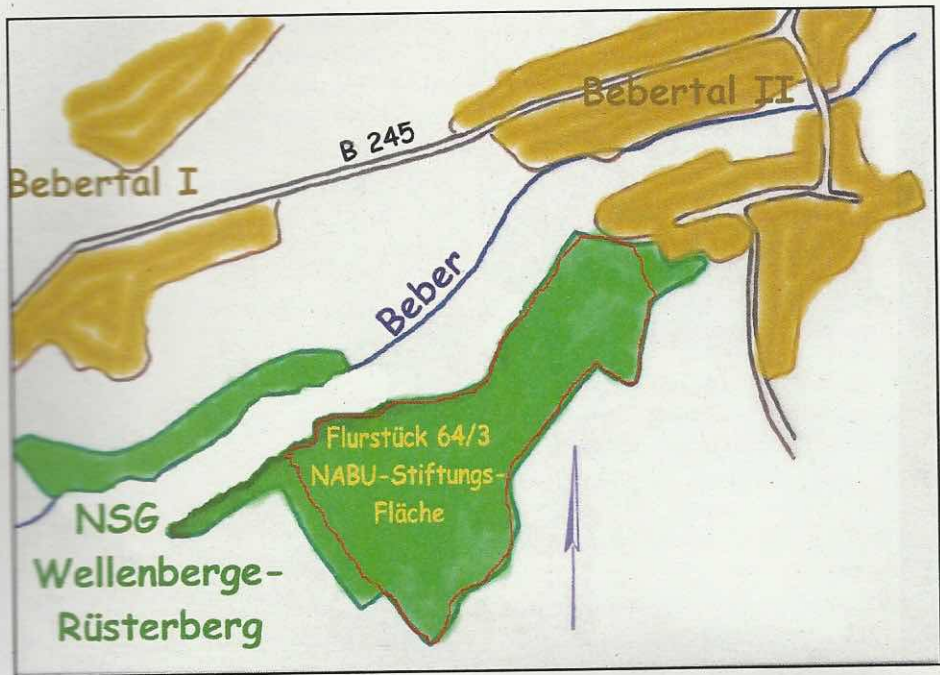 Bebertal II
B 245
Bebertal I
Beber
Flurstück 64/3
NABU-Stiftungs-
Fläche
NSG
Wellenberge-
Rüsterberg